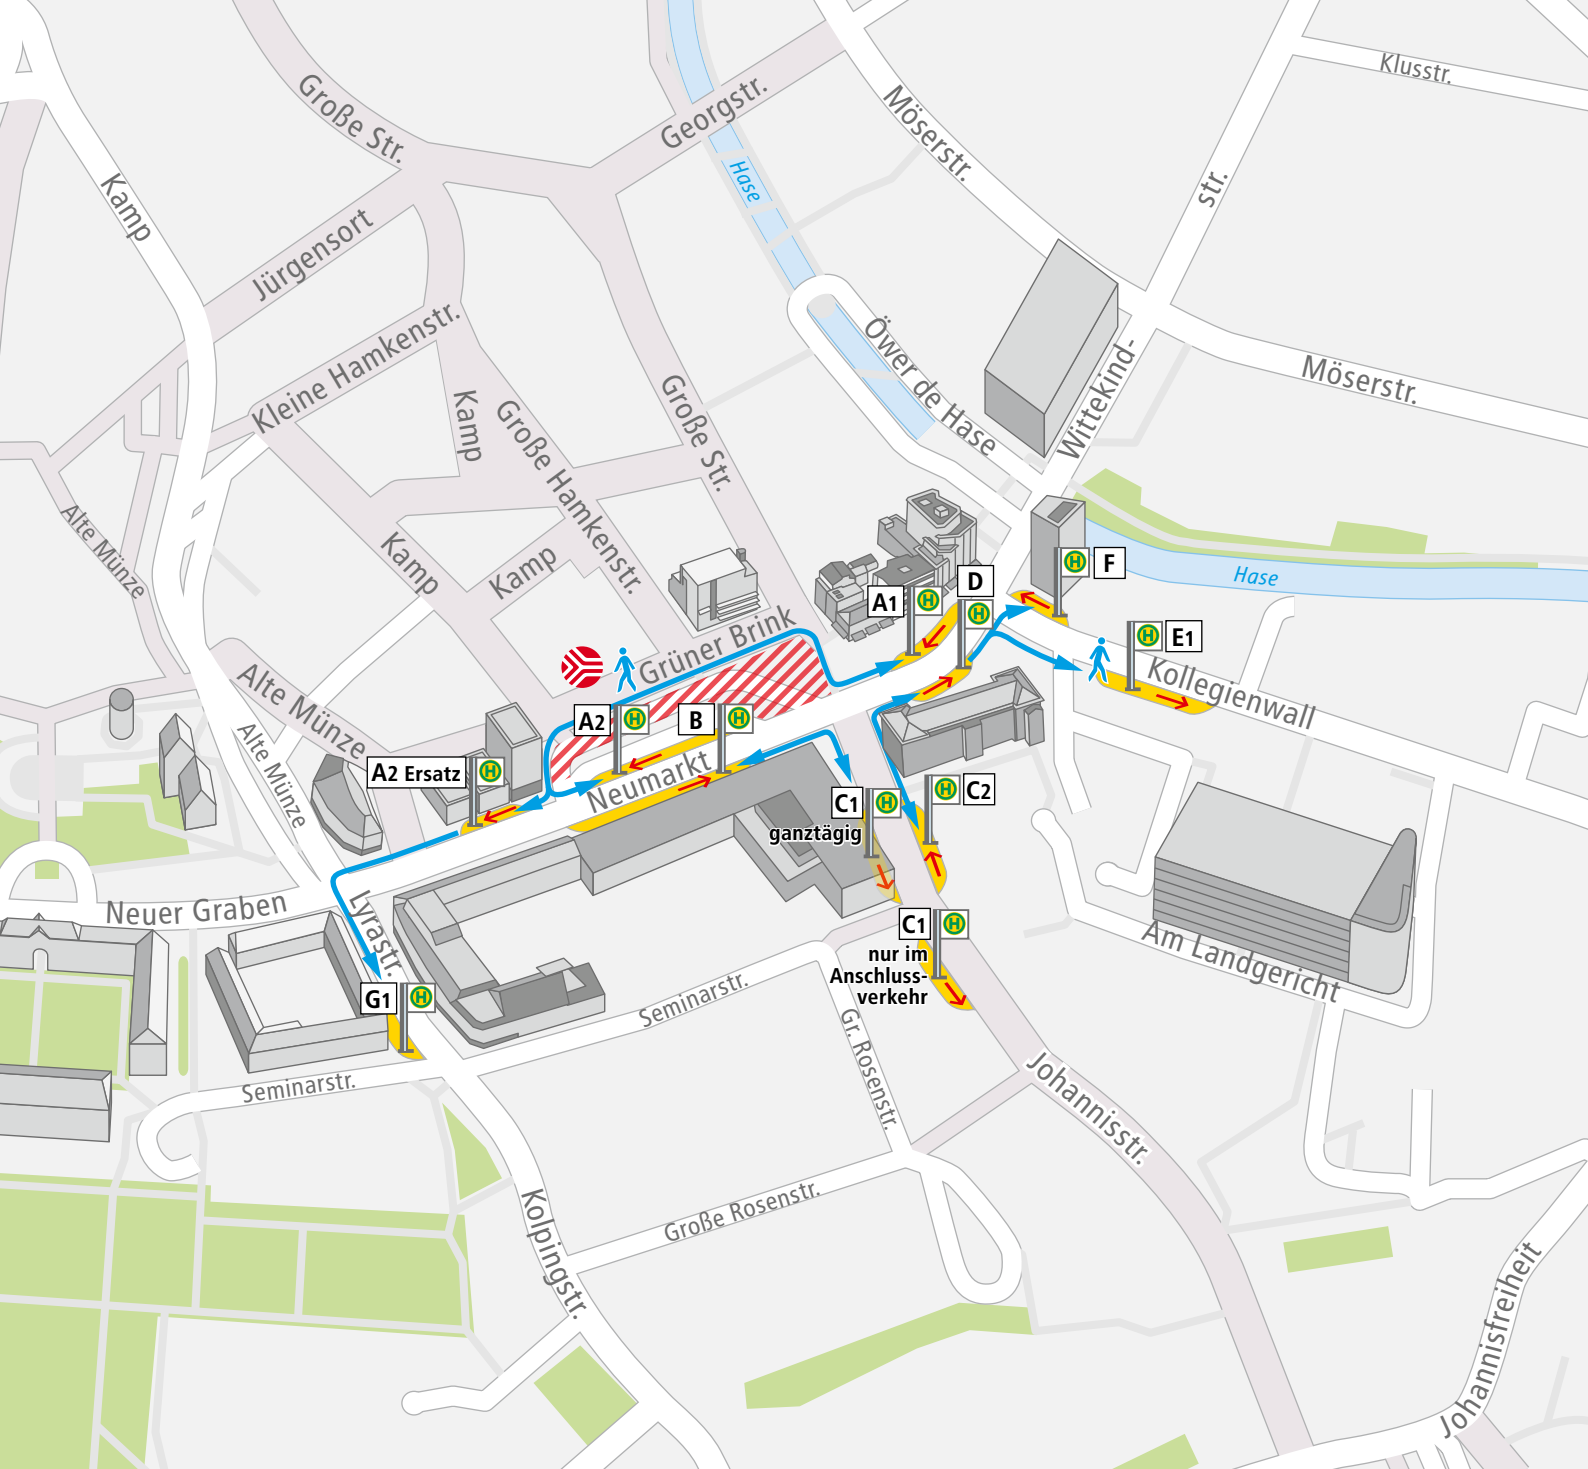 Klusstr.
Große Str.
Georgstr.
Möserstr.
Hase
str.
Kamp
Jürgensort
Kleine Hamkenstr.
Öwer de Hase
Wittekind-
Möserstr.
Kamp
Große Hamkenstr.
Große Str.
Alte Münze
Kamp
Kamp
Hase
F
D
A1
E1
Grüner Brink
Kollegienwall
Alte Münze
Alte Münze
A2
B
A2 Ersatz
Neumarkt
C1
ganztägig
C2
Neuer Graben
Lyrastr.
C1
nur im
Anschluss-
verkehr
Am Landgericht
G1
Seminarstr.
Seminarstr.
Gr. Rosenstr.
Johannisstr.
Große Rosenstr.
Kolpingstr.
Johannisfreiheit
H
H
H
H
H
H
H
H
H
H
H